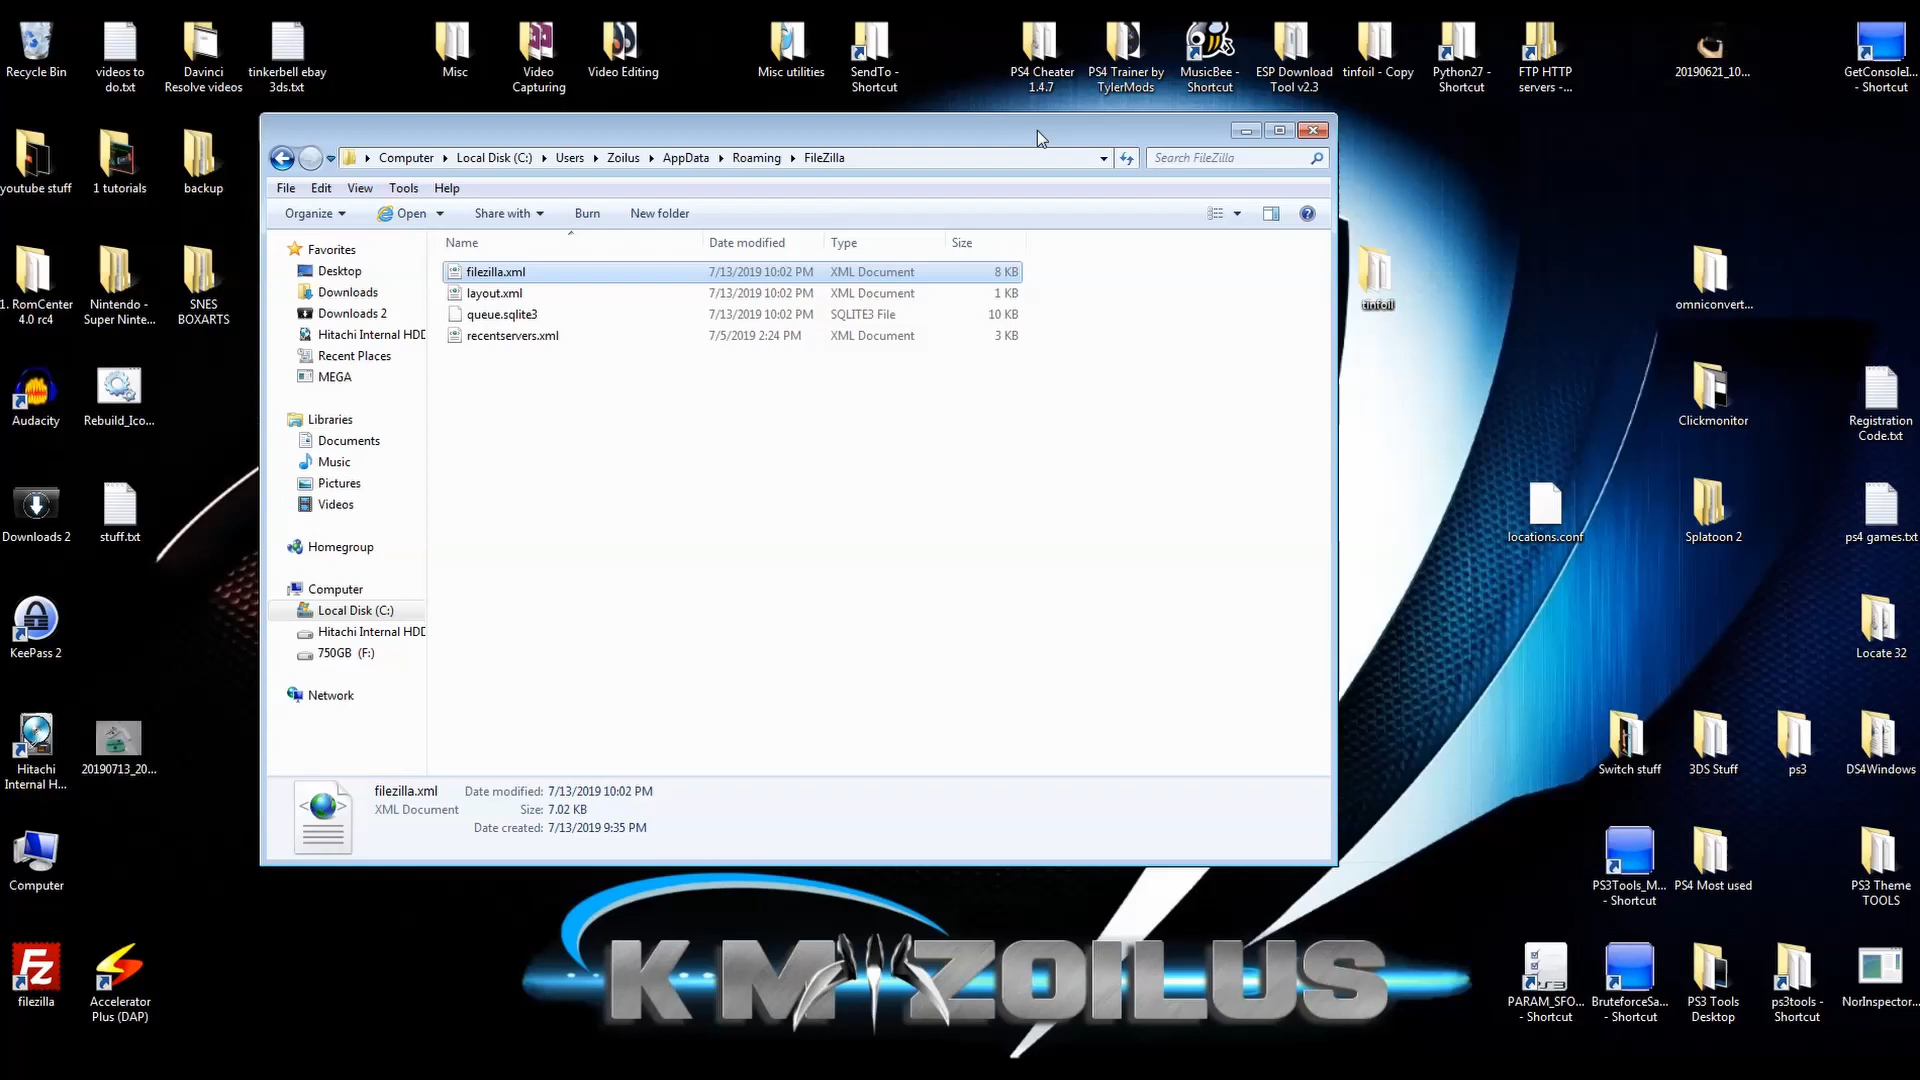 Recycle Bin
videos to
do.txt
Davinci
Resolve videos
tinkerbell ebay
3ds.txt
Misc
Video
Capturing
Video Editing
Misc utilities
SendTo -
Shortcut
PS4 Cheater
1.4.7
PS4 Trainer by
TylerMods
MusicBee -
Shortcut
ESP Download
Tool v2.3
tinfoil - Copy
Python27 -
Shortcut
FTP HTTP
servers -...
20190621_10...
GetConsoleI...
- Shortcut
Computer
Local Disk (C:)
Users
Zoilus
AppData
Roaming
FileZilla
Search FileZilla
File
Edit
View
Tools
Help
Organize
Open
Share with
Burn
New folder
Favorites
Desktop
Downloads
Downloads 2
Hitachi Internal HDD
Recent Places
MEGA
Libraries
Documents
Music
Pictures
Videos
Homegroup
Computer
Local Disk (C:)
Hitachi Internal HDD
750GB (F:)
Network
Name Date modified Type Size
filezilla.xml 7/13/2019 10:02 PM XML Document 8 KB
layout.xml 7/13/2019 10:02 PM XML Document 1 KB
queue.sqlite3 7/13/2019 10:02 PM SQLITE3 File 10 KB
recentservers.xml 7/5/2019 2:24 PM XML Document 3 KB
filezilla.xml Date modified: 7/13/2019 10:02 PM
XML Document Size: 7.02 KB
Date created: 7/13/2019 9:35 PM
youtube stuff
1 tutorials
backup
1. RomCenter
4.0 rc4
Nintendo -
Super Ninte...
SNES
BOXARTS
Audacity
Rebuild_Ico...
Downloads 2
stuff.txt
KeePass 2
Hitachi
Internal H...
20190713_20...
Computer
Fz
filezilla
Accelerator
Plus (DAP)
tinfoil
omniconvert...
Clickmonitor
Registration
Code.txt
locations.conf
Splatoon 2
ps4 games.txt
Locate 32
Switch stuff
3DS Stuff
ps3
DS4Windows
PS3Tools_M...
- Shortcut
PS4 Most used
PS3 Theme
TOOLS
PARAM_SFO...
- Shortcut
BruteforceSa...
- Shortcut
PS3 Tools
Desktop
ps3tools -
Shortcut
NorInspector...
KM ZOILUS